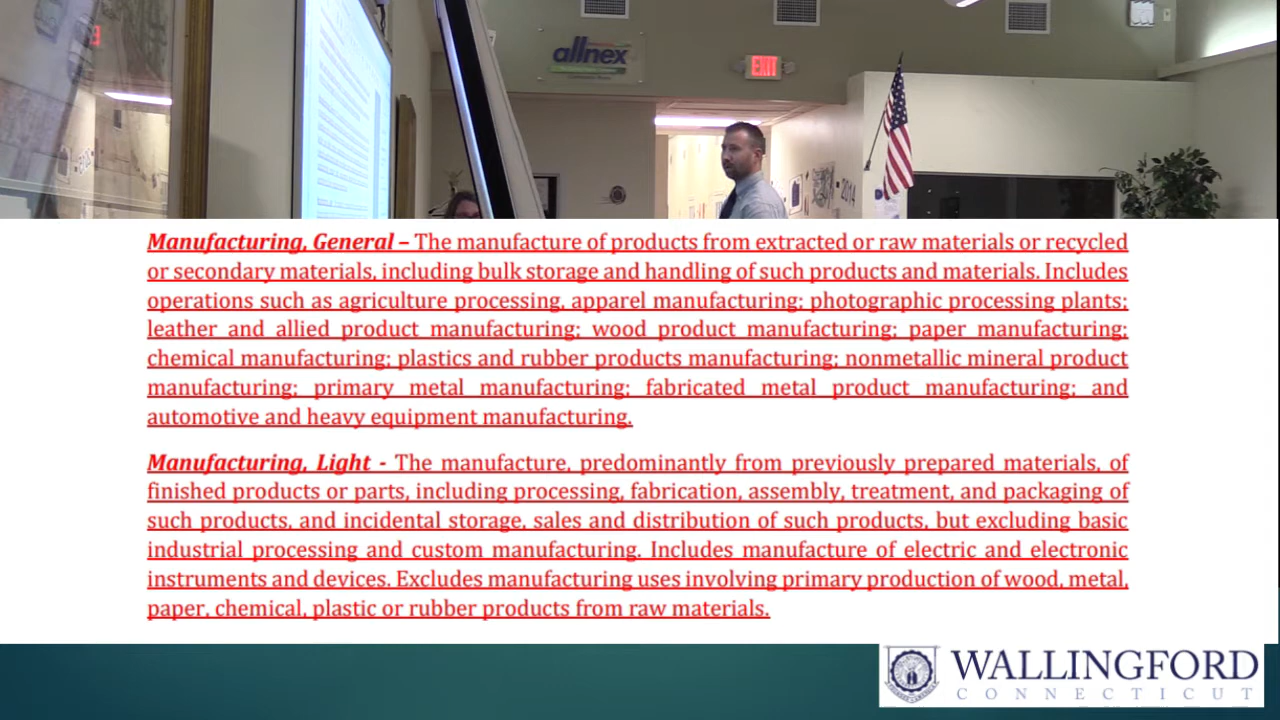 allnex
EXIT
2014
Manufacturing, General – The manufacture of products from extracted or raw materials or recycled
or secondary materials, including bulk storage and handling of such products and materials. Includes
operations such as agriculture processing, apparel manufacturing; photographic processing plants;
leather and allied product manufacturing; wood product manufacturing; paper manufacturing;
chemical manufacturing; plastics and rubber products manufacturing; nonmetallic mineral product
manufacturing; primary metal manufacturing; fabricated metal product manufacturing; and
automotive and heavy equipment manufacturing.
Manufacturing, Light - The manufacture, predominantly from previously prepared materials, of
finished products or parts, including processing, fabrication, assembly, treatment, and packaging of
such products, and incidental storage, sales and distribution of such products, but excluding basic
industrial processing and custom manufacturing. Includes manufacture of electric and electronic
instruments and devices. Excludes manufacturing uses involving primary production of wood, metal,
paper, chemical, plastic or rubber products from raw materials.
WALLINGFORD
CONNECTICUT